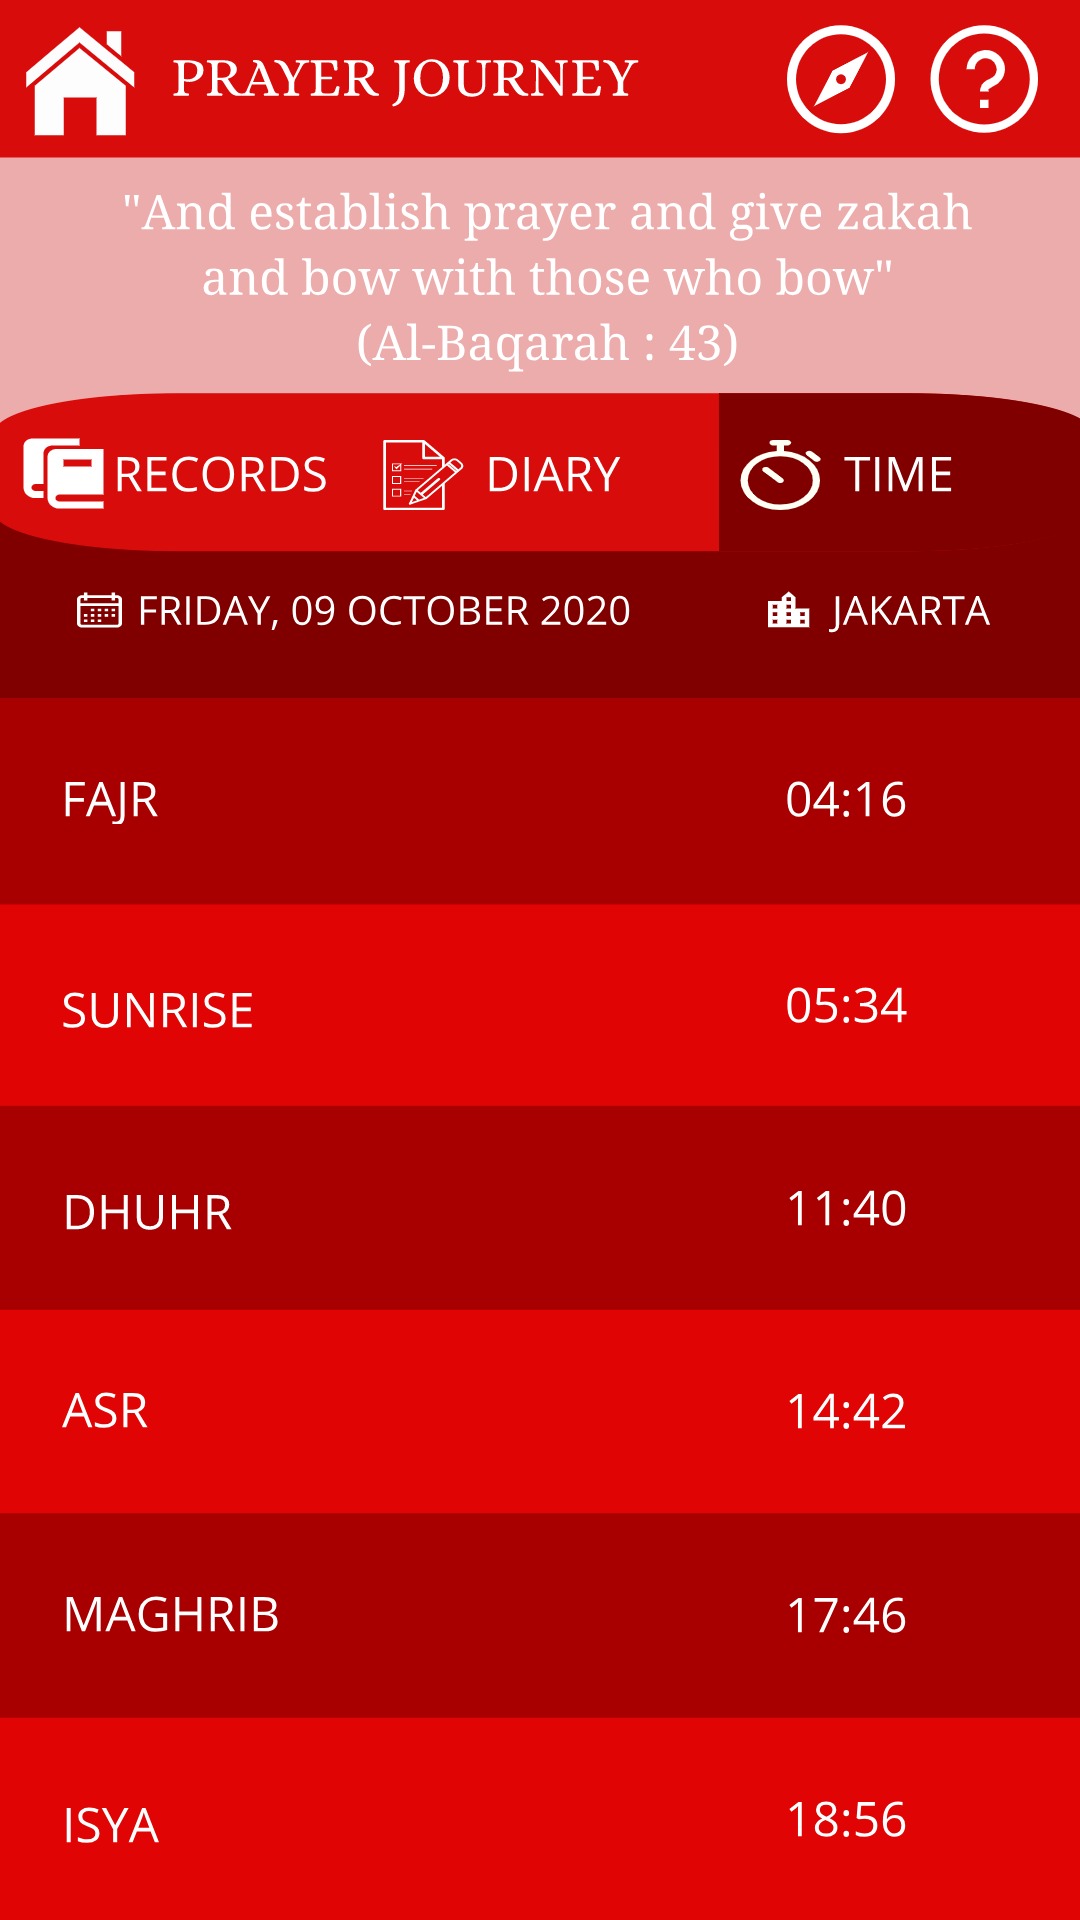 PRAYER JOURNEY
"And establish prayer and give zakah
and bow with those who bow"
(Al-Baqarah : 43)
RECORDS DIARY TIME
FRIDAY, 09 OCTOBER 2020 JAKARTA
FAJR 04:16
SUNRISE 05:34
DHUHR 11:40
ASR 14:42
MAGHRIB 17:46
ISYA 18:56